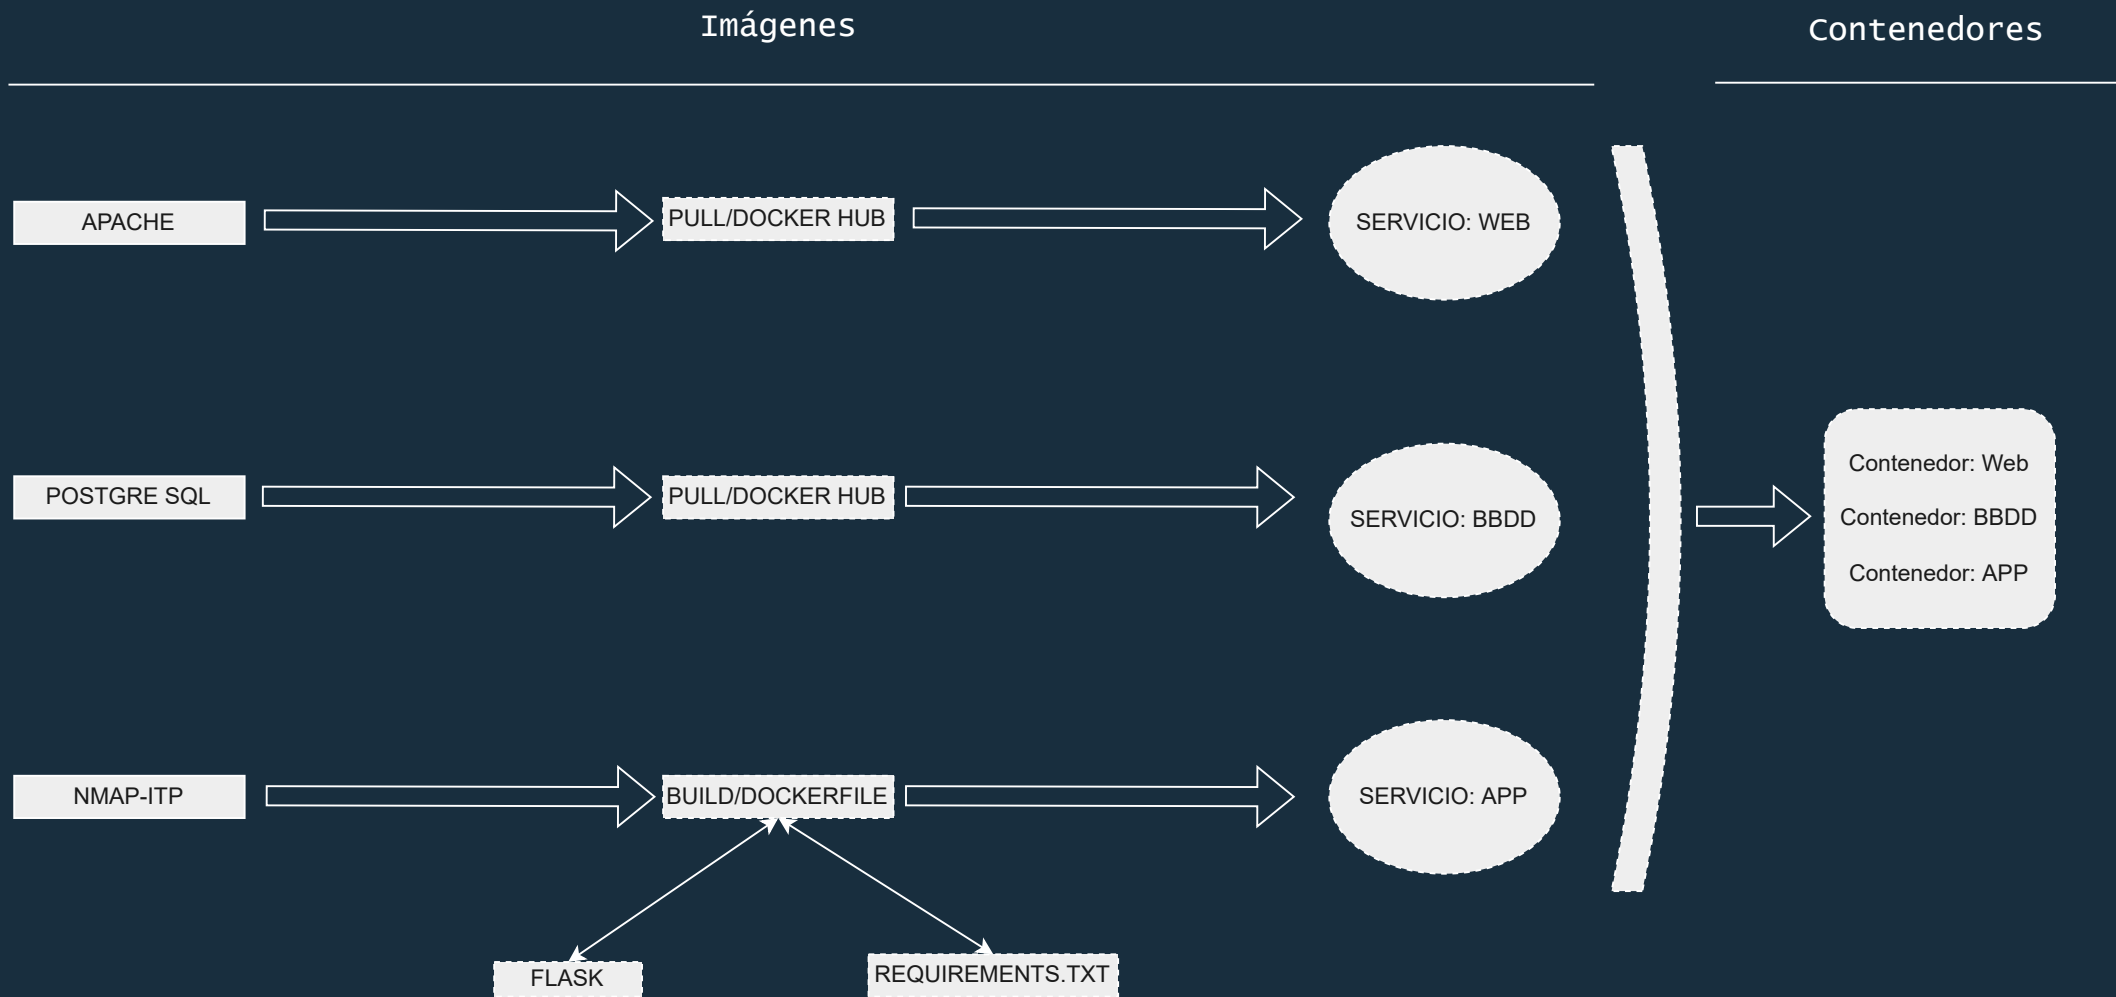 Imágenes
Contenedores
APACHE
PULL/DOCKER HUB
SERVICIO: WEB
POSTGRE SQL
PULL/DOCKER HUB
SERVICIO: BBDD
Contenedor: Web
Contenedor: BBDD
Contenedor: APP
NMAP-ITP
BUILD/DOCKERFILE
SERVICIO: APP
FLASK
REQUIREMENTS.TXT